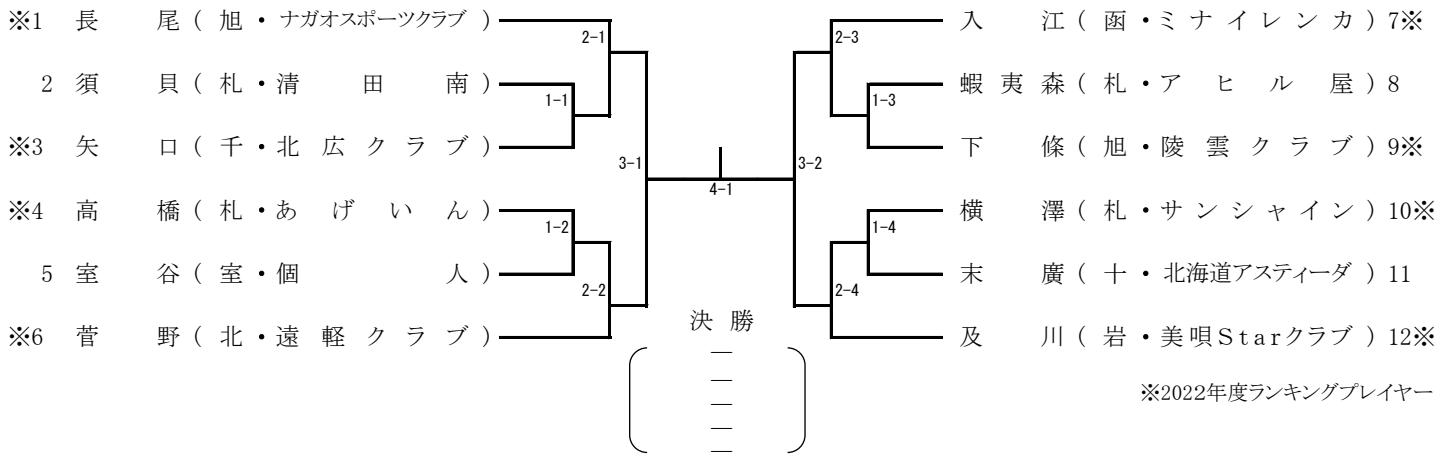 ※1 長 尾 ( 旭 ・ ナガオスポーツクラブ )
2 須 貝 ( 札 ・ 清 田 南 )
※3 矢 口 ( 千 ・ 北 広 ク ラ ブ )
※4 高 橋 ( 札 ・ あ げ い ん )
5 室 谷 ( 室 ・ 個 人 )
※6 菅 野 ( 北 ・ 遠 軽 ク ラ ブ )
2-1
1-1
3-1
1-2
2-2
4-1
2-3
1-3
3-2
1-4
2-4
入 江 ( 函 ・ ミ ナ イ レ ン カ ) 7※
蝦 夷 森 ( 札 ・ ア ヒ ル 屋 ) 8
下 條 ( 旭 ・ 陵 雲 ク ラ ブ ) 9※
横 澤 ( 札 ・ サ ン シ ャ イ ン ) 10※
末 廣 ( 十 ・ 北海道アスティーダ ) 11
及 川 ( 岩 ・ 美唄Starクラブ ) 12※
決 勝
―
―
―
―
―
※2022年度ランキングプレイヤー